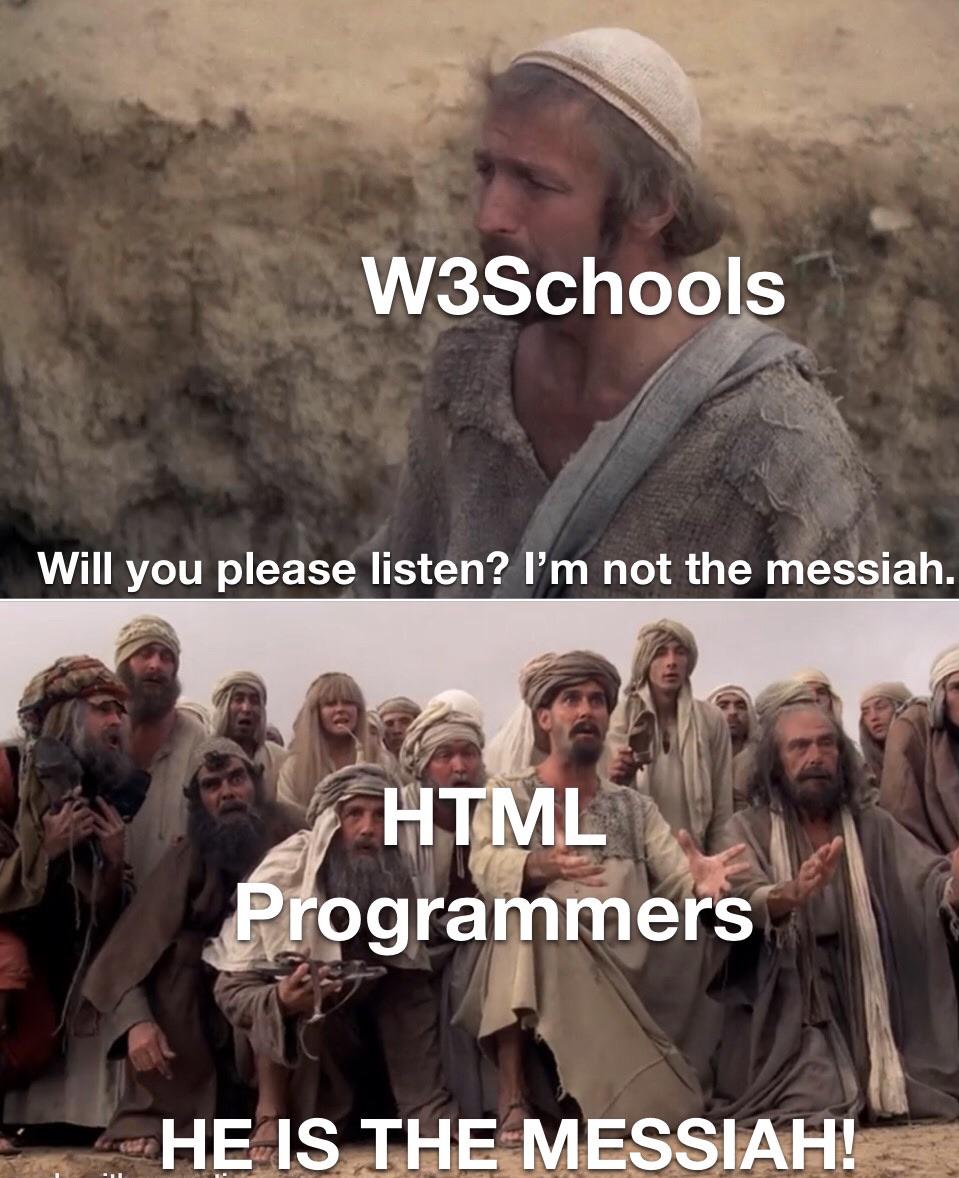 W3Schools
Will you please listen? I'm not the messiah.
HTML
Programmers
HE IS THE MESSIAH!